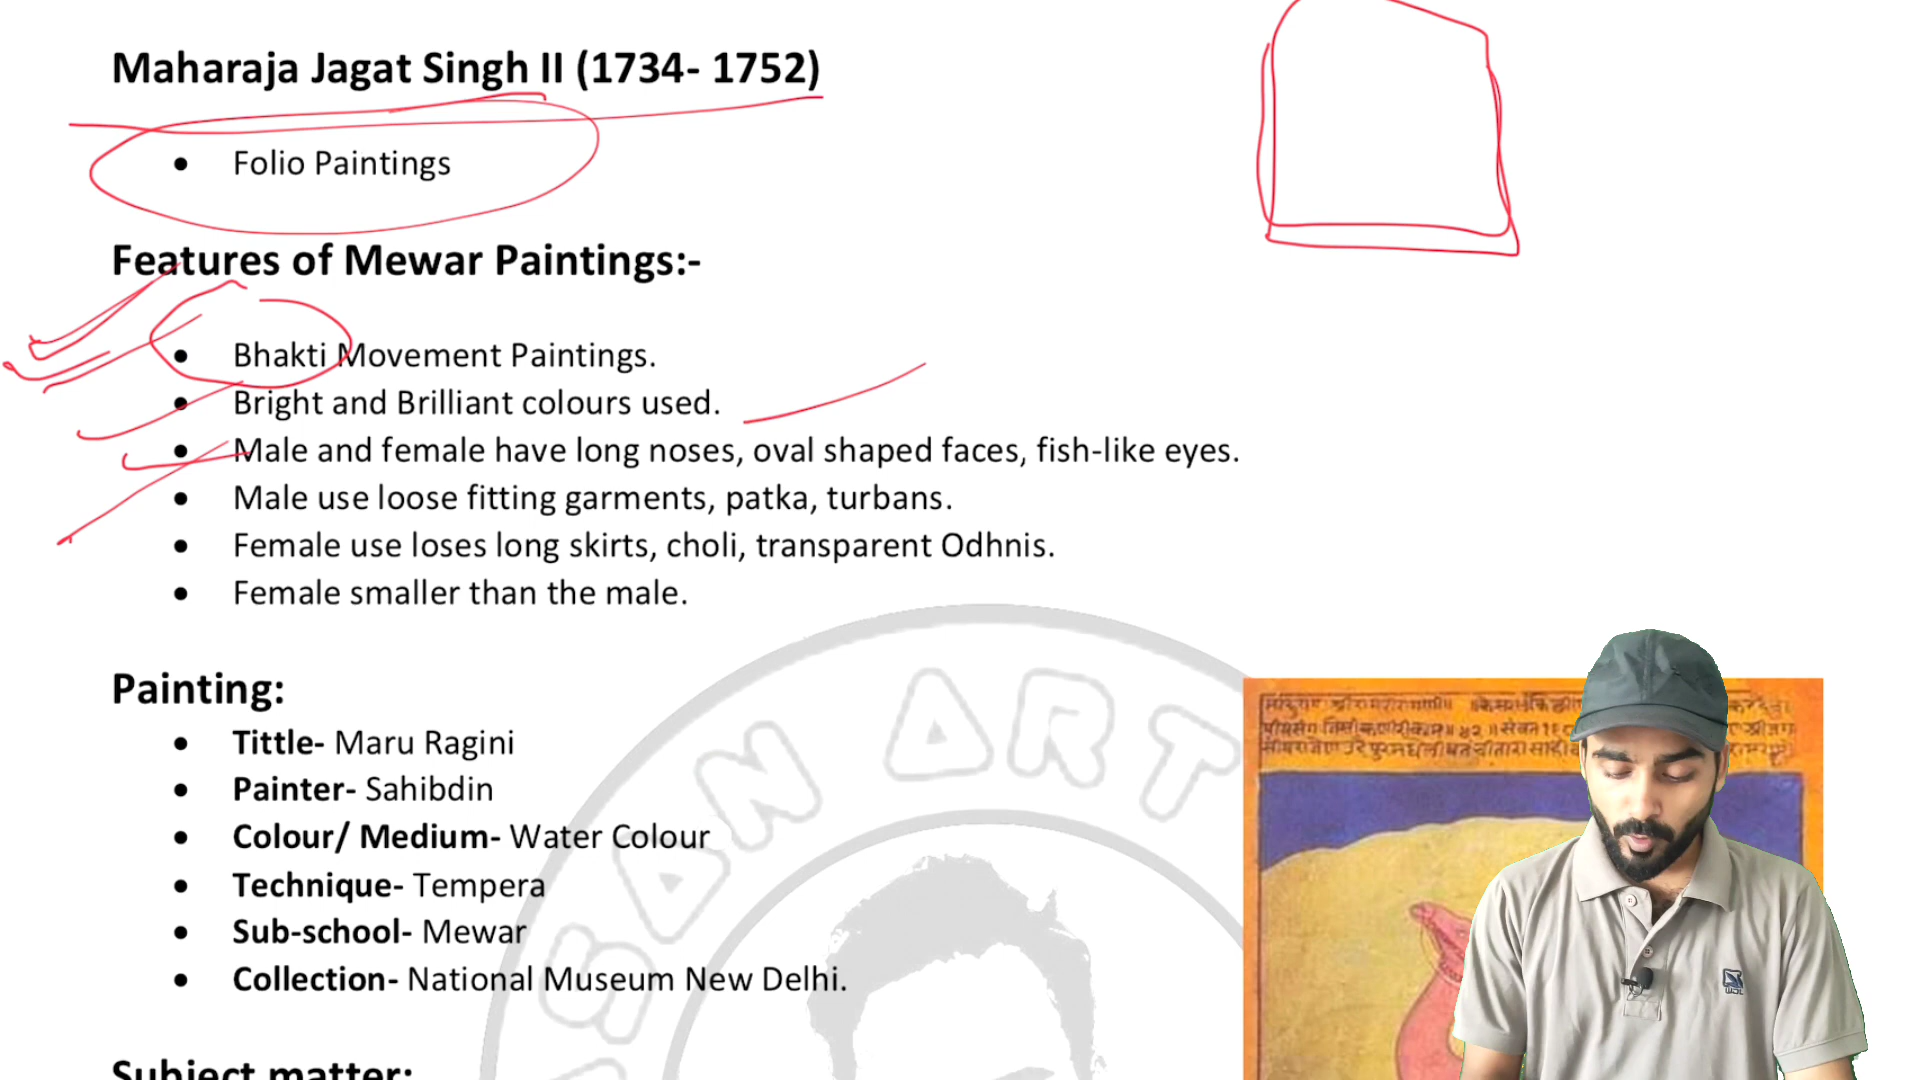 Maharaja Jagat Singh II (1734- 1752)
• Folio Paintings
Features of Mewar Paintings:-
• Bhakti Movement Paintings.
• Bright and Brilliant colours used.
• Male and female have long noses, oval shaped faces, fish-like eyes.
• Male use loose fitting garments, patka, turbans.
• Female use loses long skirts, choli, transparent Odhnis.
• Female smaller than the male.
Painting:
• Tittle- Maru Ragini
• Painter- Sahibdin
• Colour/ Medium- Water Colour
• Technique- Tempera
• Sub-school- Mewar
• Collection- National Museum New Delhi.
Subject matter:
SAN ART